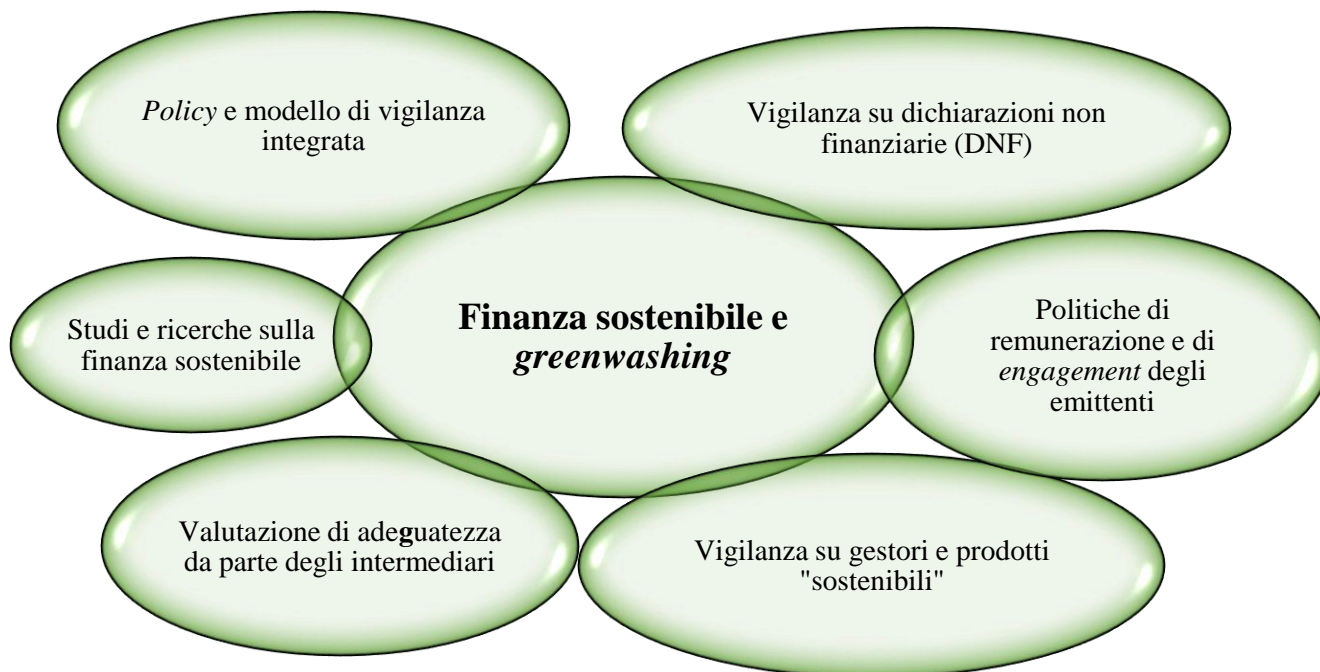 Policy e modello di vigilanza
integrata
Vigilanza su dichiarazioni non
finanziarie (DNF)
Finanza sostenibile e
greenwashing
Studi e ricerche sulla
finanza sostenibile
Politiche di
remunerazione e di
engagement degli
emittenti
Valutazione di adeguatezza
da parte degli intermediari
Vigilanza su gestori e prodotti
"sostenibili"